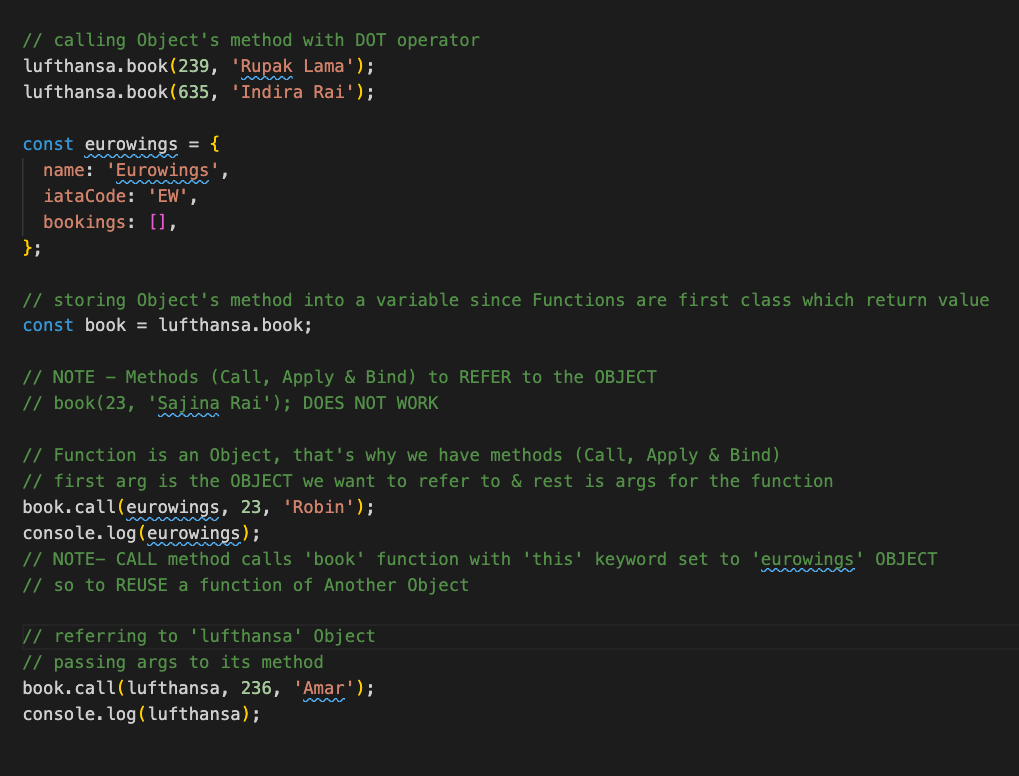 // calling Object's method with DOT operator
lufthansa.book(239, 'Rupak Lama');
lufthansa.book(635, 'Indira Rai');
const eurowings = {
name: 'Eurowings',
iataCode: 'EW',
bookings: [],
};
// storing Object's method into a variable since Functions are first class which return value
const book = lufthansa.book;
// NOTE – Methods (Call, Apply & Bind) to REFER to the OBJECT
// book(23, 'Sajina Rai'); DOES NOT WORK
// Function is an Object, that's why we have methods (Call, Apply & Bind)
// first arg is the OBJECT we want to refer to & rest is args for the function
book.call(eurowings, 23, 'Robin');
console.log(eurowings);
// NOTE– CALL method calls 'book' function with 'this' keyword set to 'eurowings' OBJECT
// so to REUSE a function of Another Object
// referring to 'lufthansa' Object
// passing args to its method
book.call(lufthansa, 236, 'Amar');
console.log(lufthansa);